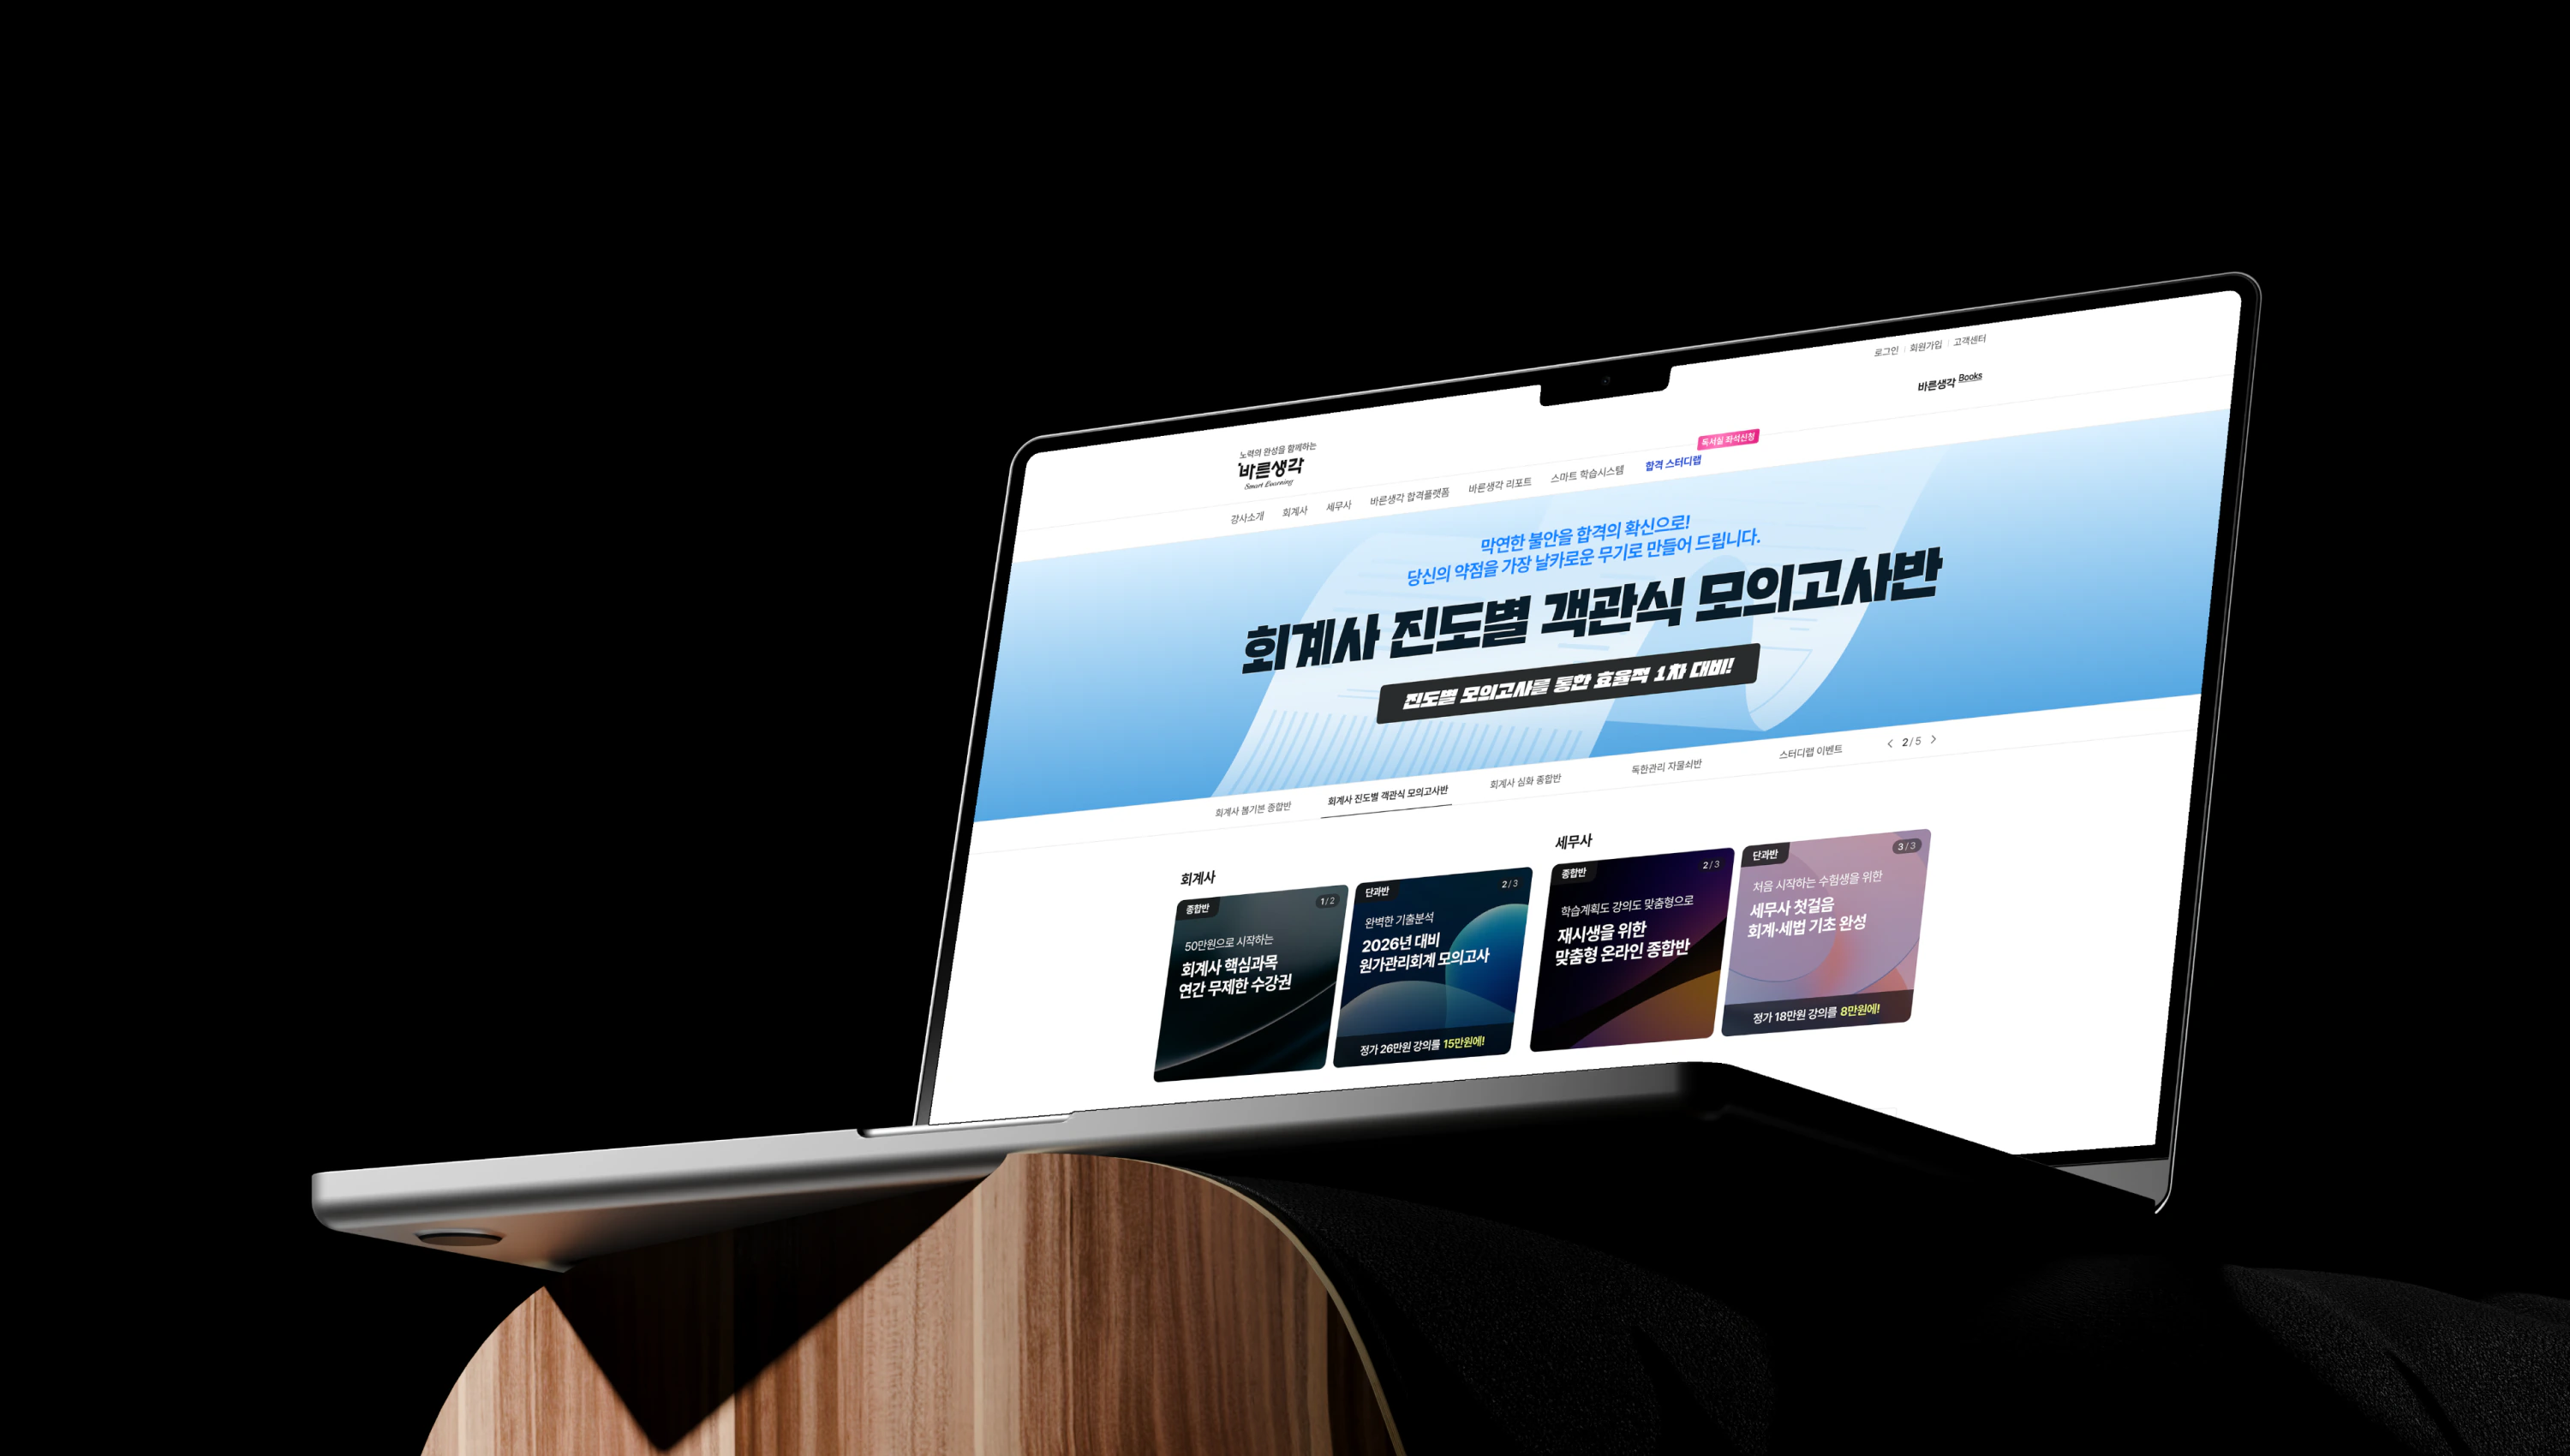 로그인 | 회원가입 | 고객센터
노력의 완성을 함께하는
바른생각
Smart Learning
바른생각 Books
독서실 좌석신청
강사소개 회계사 세무사 바른생각 합격플랫폼 바른생각 리포트 스마트 학습시스템 합격 스터디랩
막연한 불안을 합격의 확신으로!
당신의 약점을 가장 날카로운 무기로 만들어 드립니다.
회계사 진도별 객관식 모의고사반
진도별 모의고사를 통한 효율적 1차 대비!
회계사 봄기본 종합반 회계사 진도별 객관식 모의고사반 회계사 심화 종합반 독한관리 자물쇠반 스터디랩 이벤트 < 2 / 5 >
회계사
종합반 1 / 2
50만원으로 시작하는
회계사 핵심과목
연간 무제한 수강권
단과반 2 / 3
완벽한 기출분석
2026년 대비
원가관리회계 모의고사
정가 26만원 강의를 15만원에!
세무사
종합반 2 / 3
학습계획도 강의도 맞춤형으로
재시생을 위한
맞춤형 온라인 종합반
단과반 3 / 3
처음 시작하는 수험생을 위한
세무사 첫걸음
회계·세법 기초 완성
정가 18만원 강의를 8만원에!